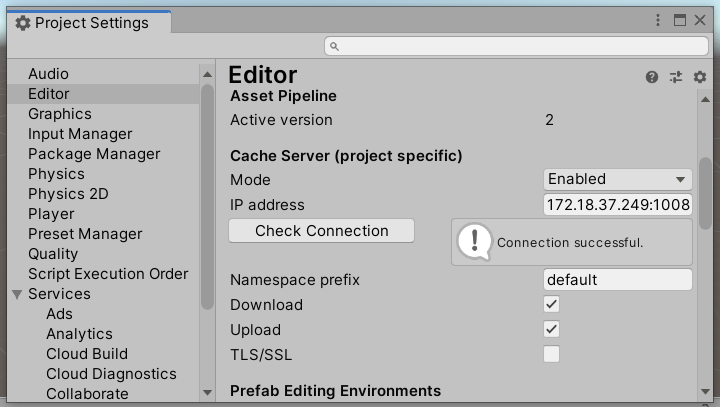 Project Settings
Audio
Editor
Graphics
Input Manager
Package Manager
Physics
Physics 2D
Player
Preset Manager
Quality
Script Execution Order
Services
Ads
Analytics
Cloud Build
Cloud Diagnostics
Collaborate
Editor
Asset Pipeline
Active version 2
Cache Server (project specific)
Mode Enabled
IP address 172.18.37.249:1008
Check Connection Connection successful.
Namespace prefix default
Download
Upload
TLS/SSL
Prefab Editing Environments